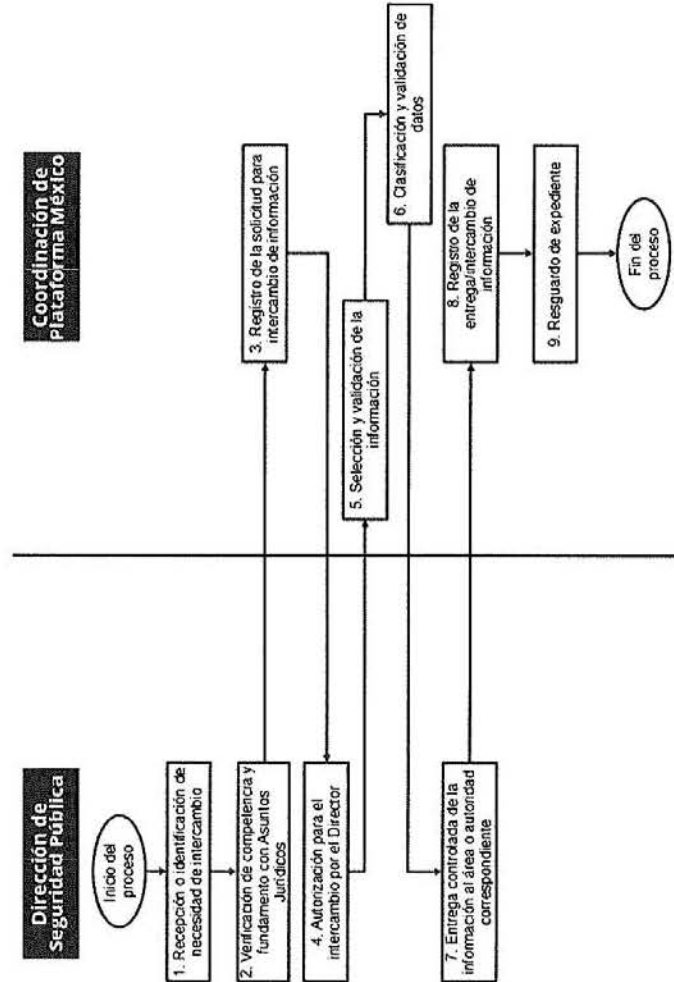 Dirección de
Seguridad Pública
Coordinación de
Plataforma México
Inicio del
proceso
1. Recepción o identificación de
necesidad de intercambio
2. Verificación de competencia y
fundamento con Asuntos
Jurídicos
3. Registro de la solicitud para
intercambio de información
4. Autorización para el
intercambio por el Director
5. Selección y validación de la
información
6. Clasificación y validación de
datos
7. Entrega controlada de la
información al área o autoridad
correspondiente
8. Registro de la
entrega/intercambio de
información
9. Resguardo de expediente
Fin del
proceso